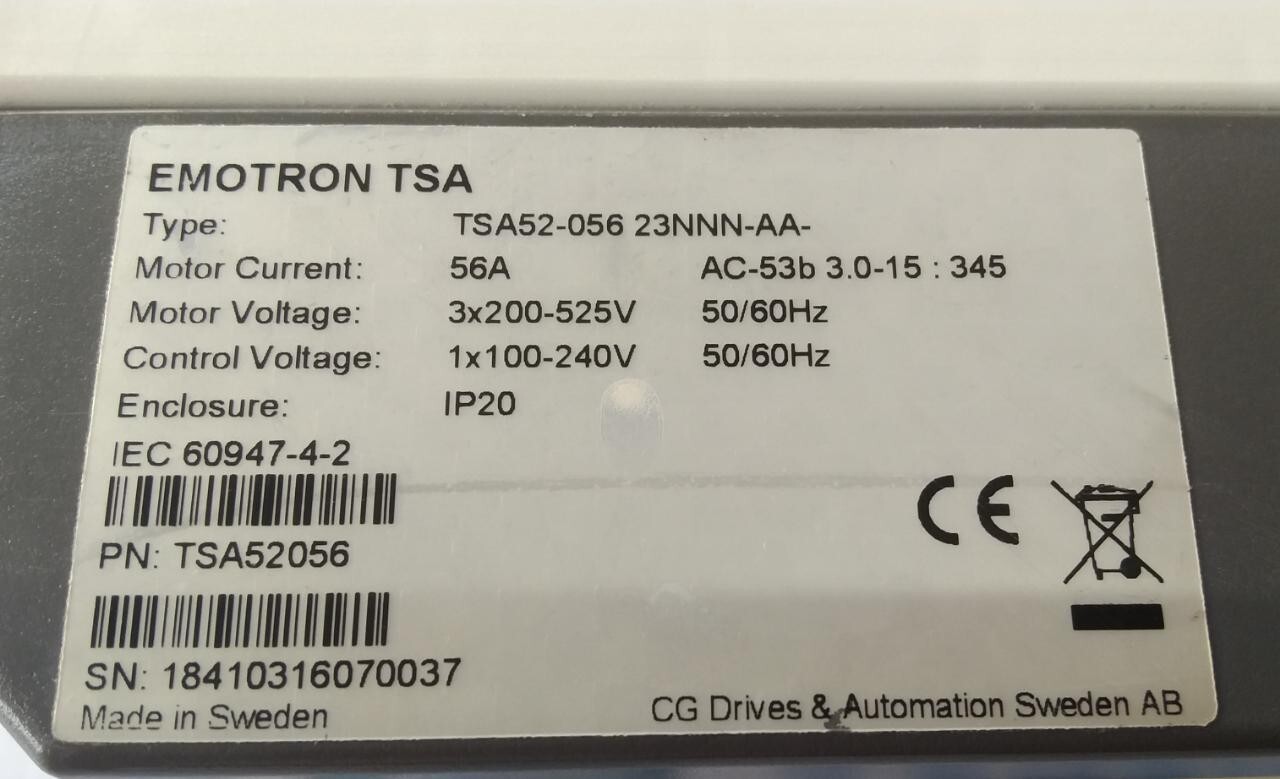 EMOTRON TSA
Type: TSA52-056 23NNN-AA-
Motor Current: 56A AC-53b 3.0-15 : 345
Motor Voltage: 3x200-525V 50/60Hz
Control Voltage: 1x100-240V 50/60Hz
Enclosure: IP20
IEC 60947-4-2
PN: TSA52056
CE
SN: 18410316070037
Made in Sweden
CG Drives & Automation Sweden AB